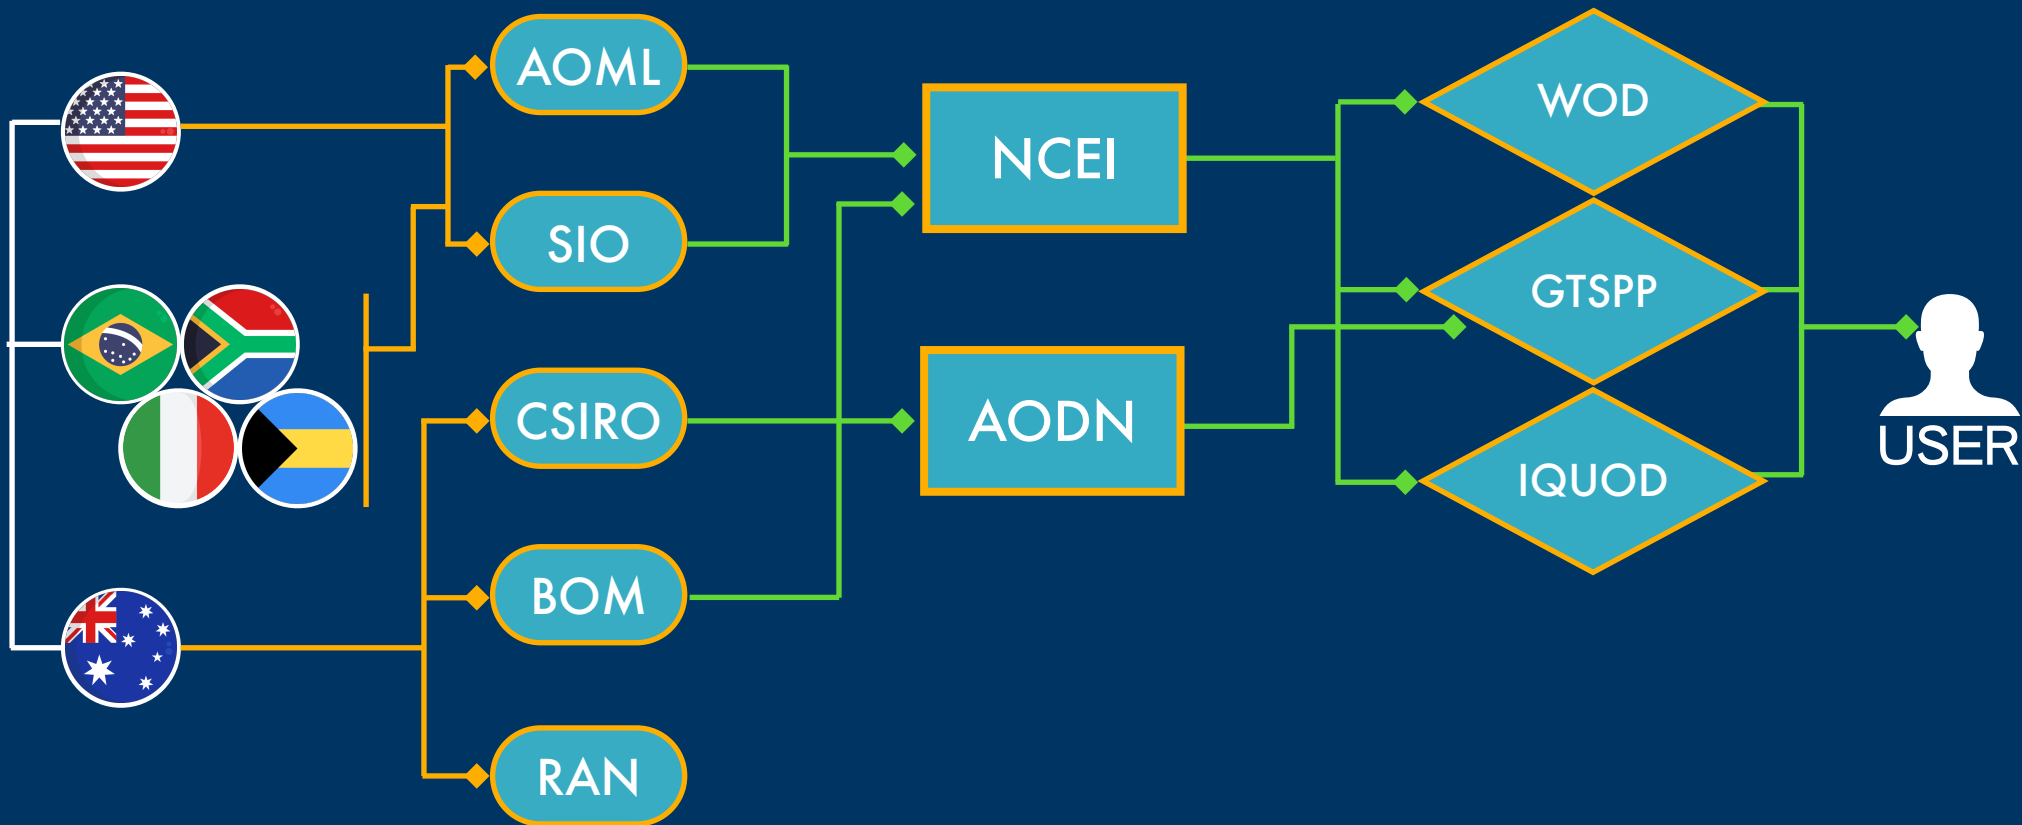 AOML
SIO
CSIRO
BOM
RAN
NCEI
AODN
WOD
GTSPP
IQUOD
USER